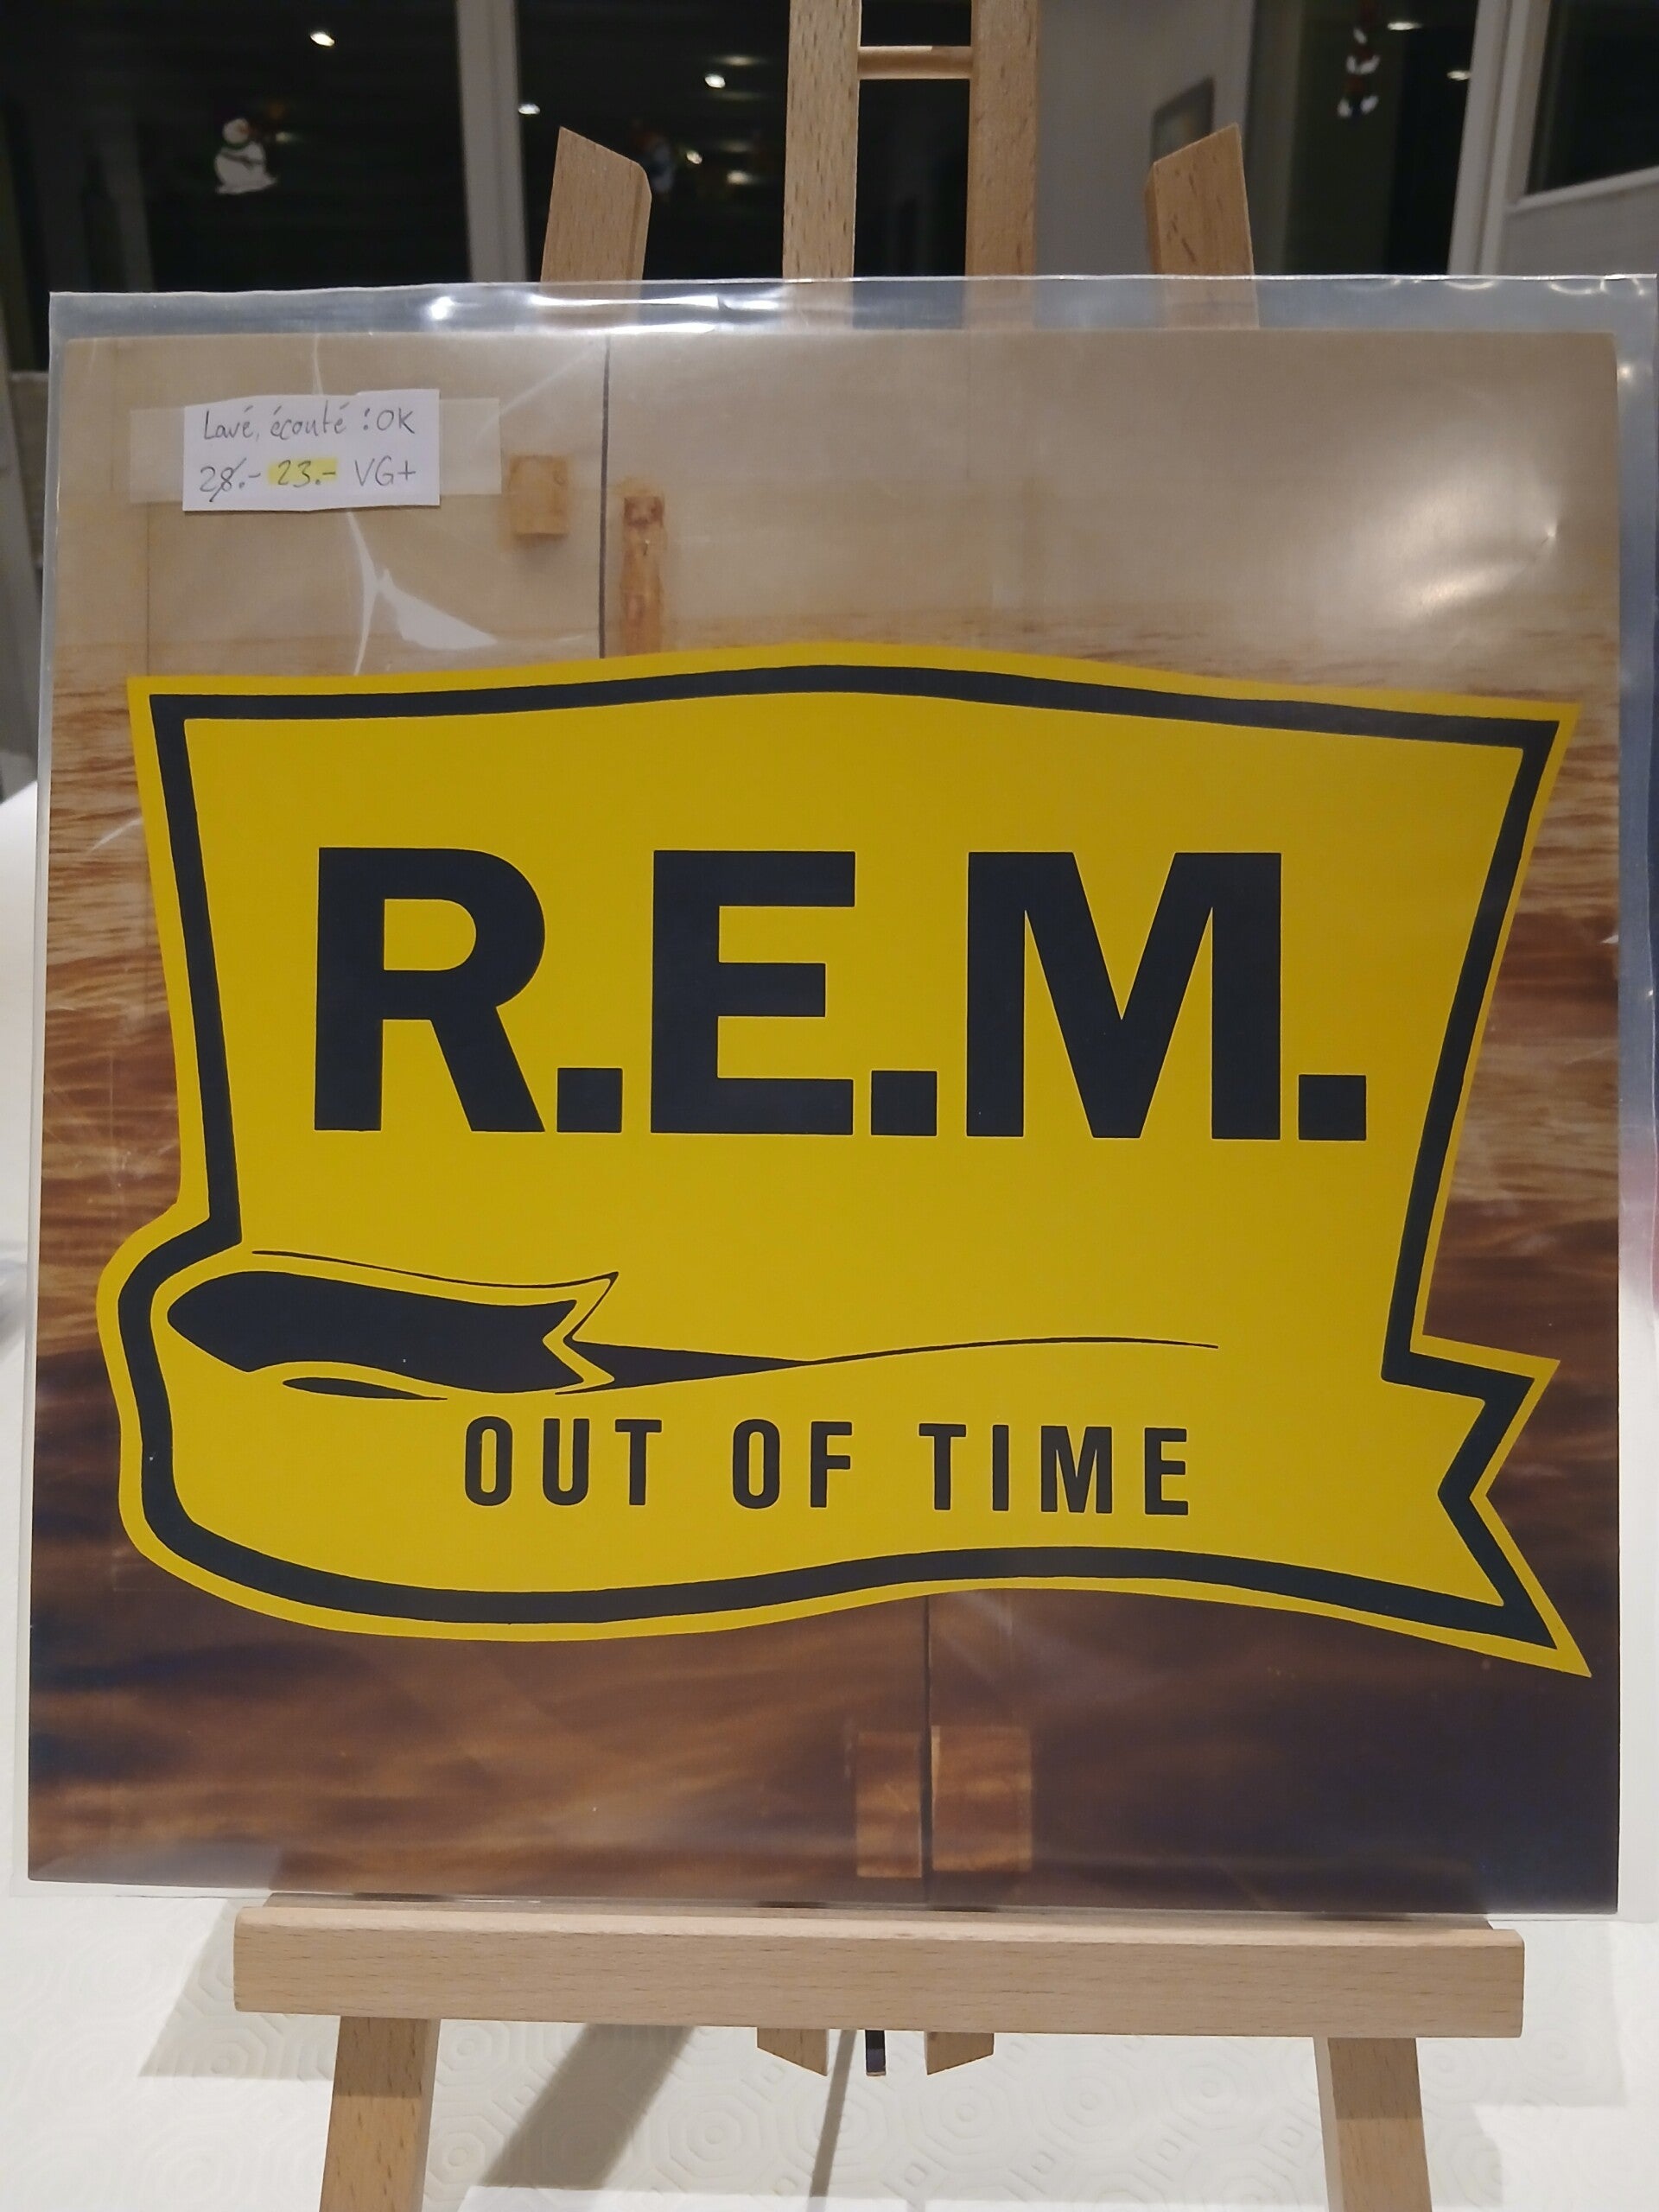 Lavé, écouté : OK
28.- 23.- VG+
R.E.M.
OUT OF TIME